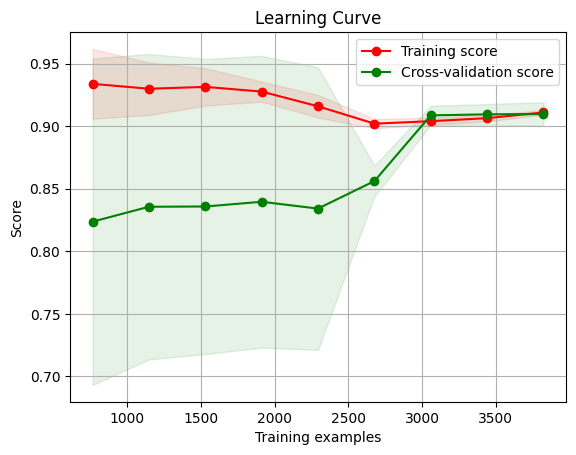 Learning Curve
Training score
Cross-validation score
0.95
0.90
0.85
0.80
0.75
0.70
Score
1000 1500 2000 2500 3000 3500
Training examples